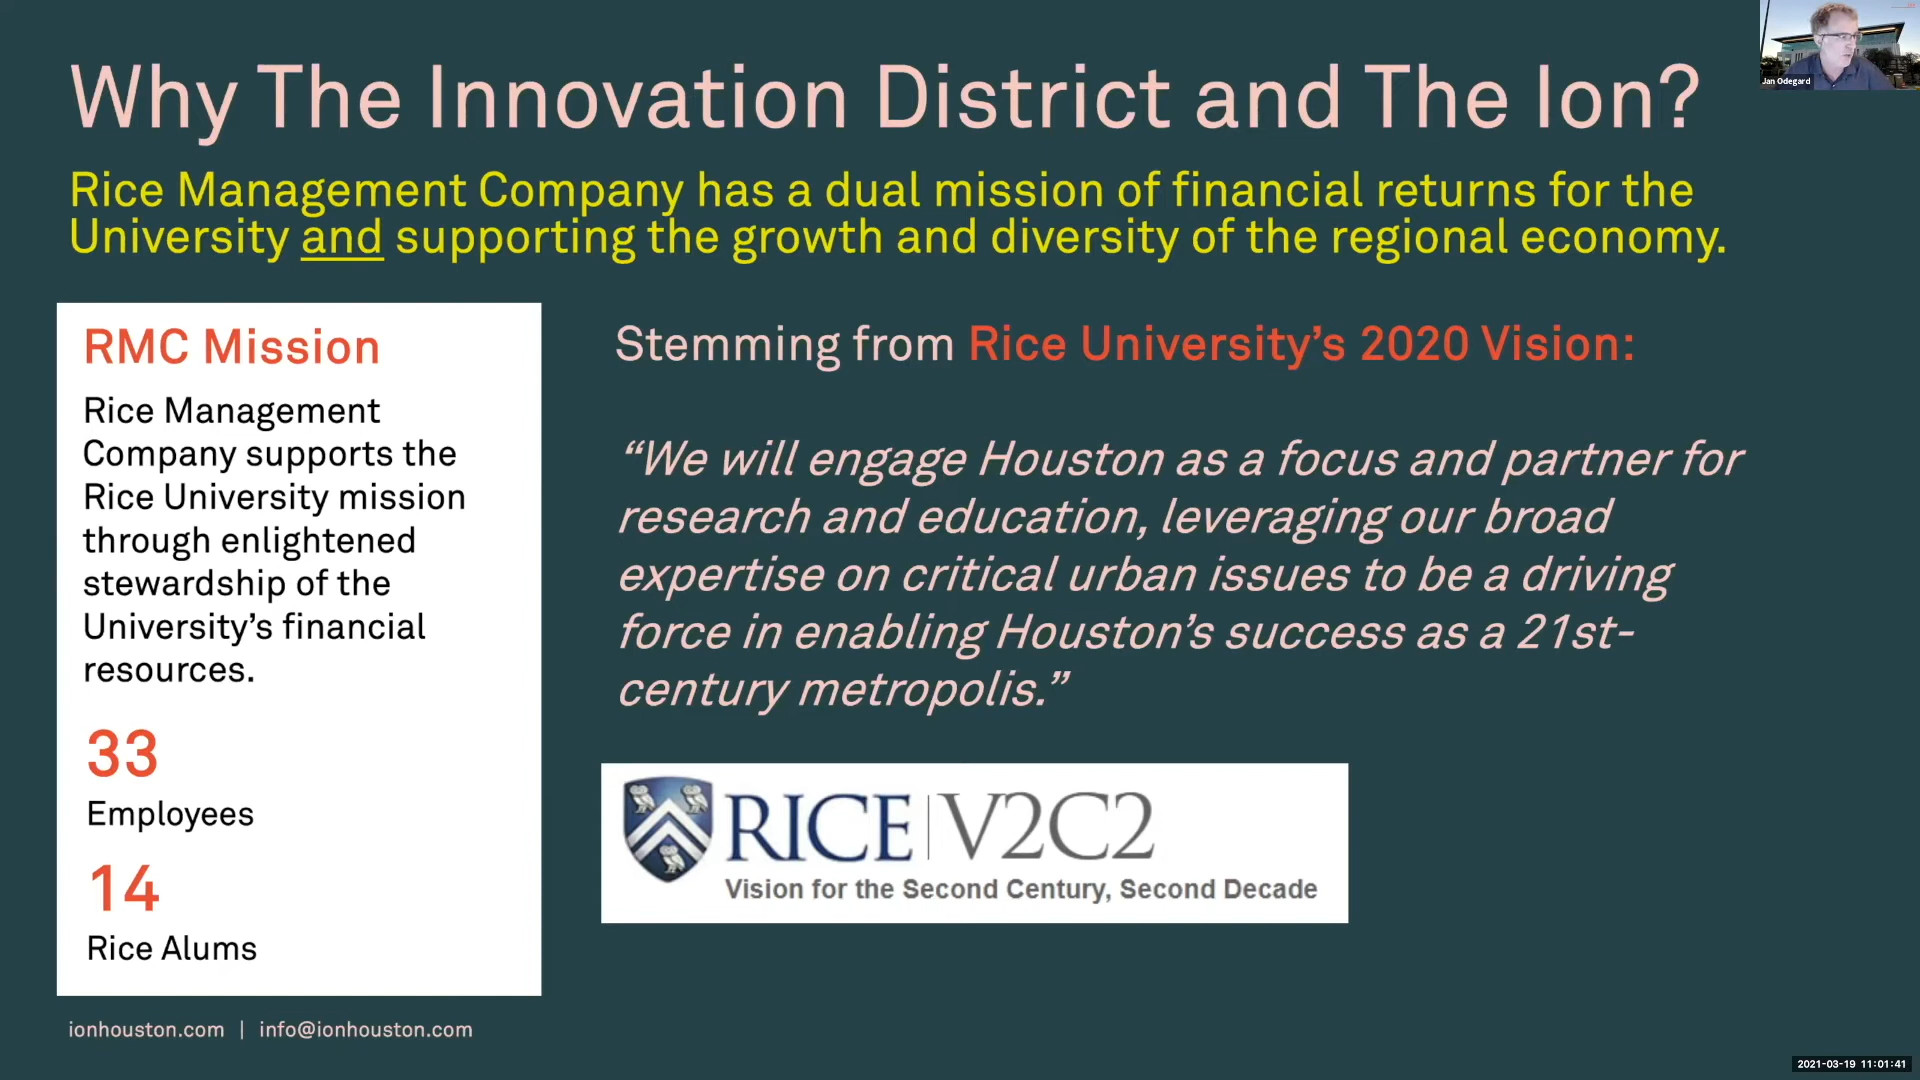 Why The Innovation District and The Ion?
Jan Odegard
Rice Management Company has a dual mission of financial returns for the
University and supporting the growth and diversity of the regional economy.
RMC Mission
Rice Management
Company supports the
Rice University mission
through enlightened
stewardship of the
University’s financial
resources.
33
Employees
14
Rice Alums
Stemming from Rice University’s 2020 Vision:
“We will engage Houston as a focus and partner for
research and education, leveraging our broad
expertise on critical urban issues to be a driving
force in enabling Houston’s success as a 21st-
century metropolis.”
RICE | V2C2
Vision for the Second Century, Second Decade
ionhouston.com | info@ionhouston.com
2021-03-19 11:01:41